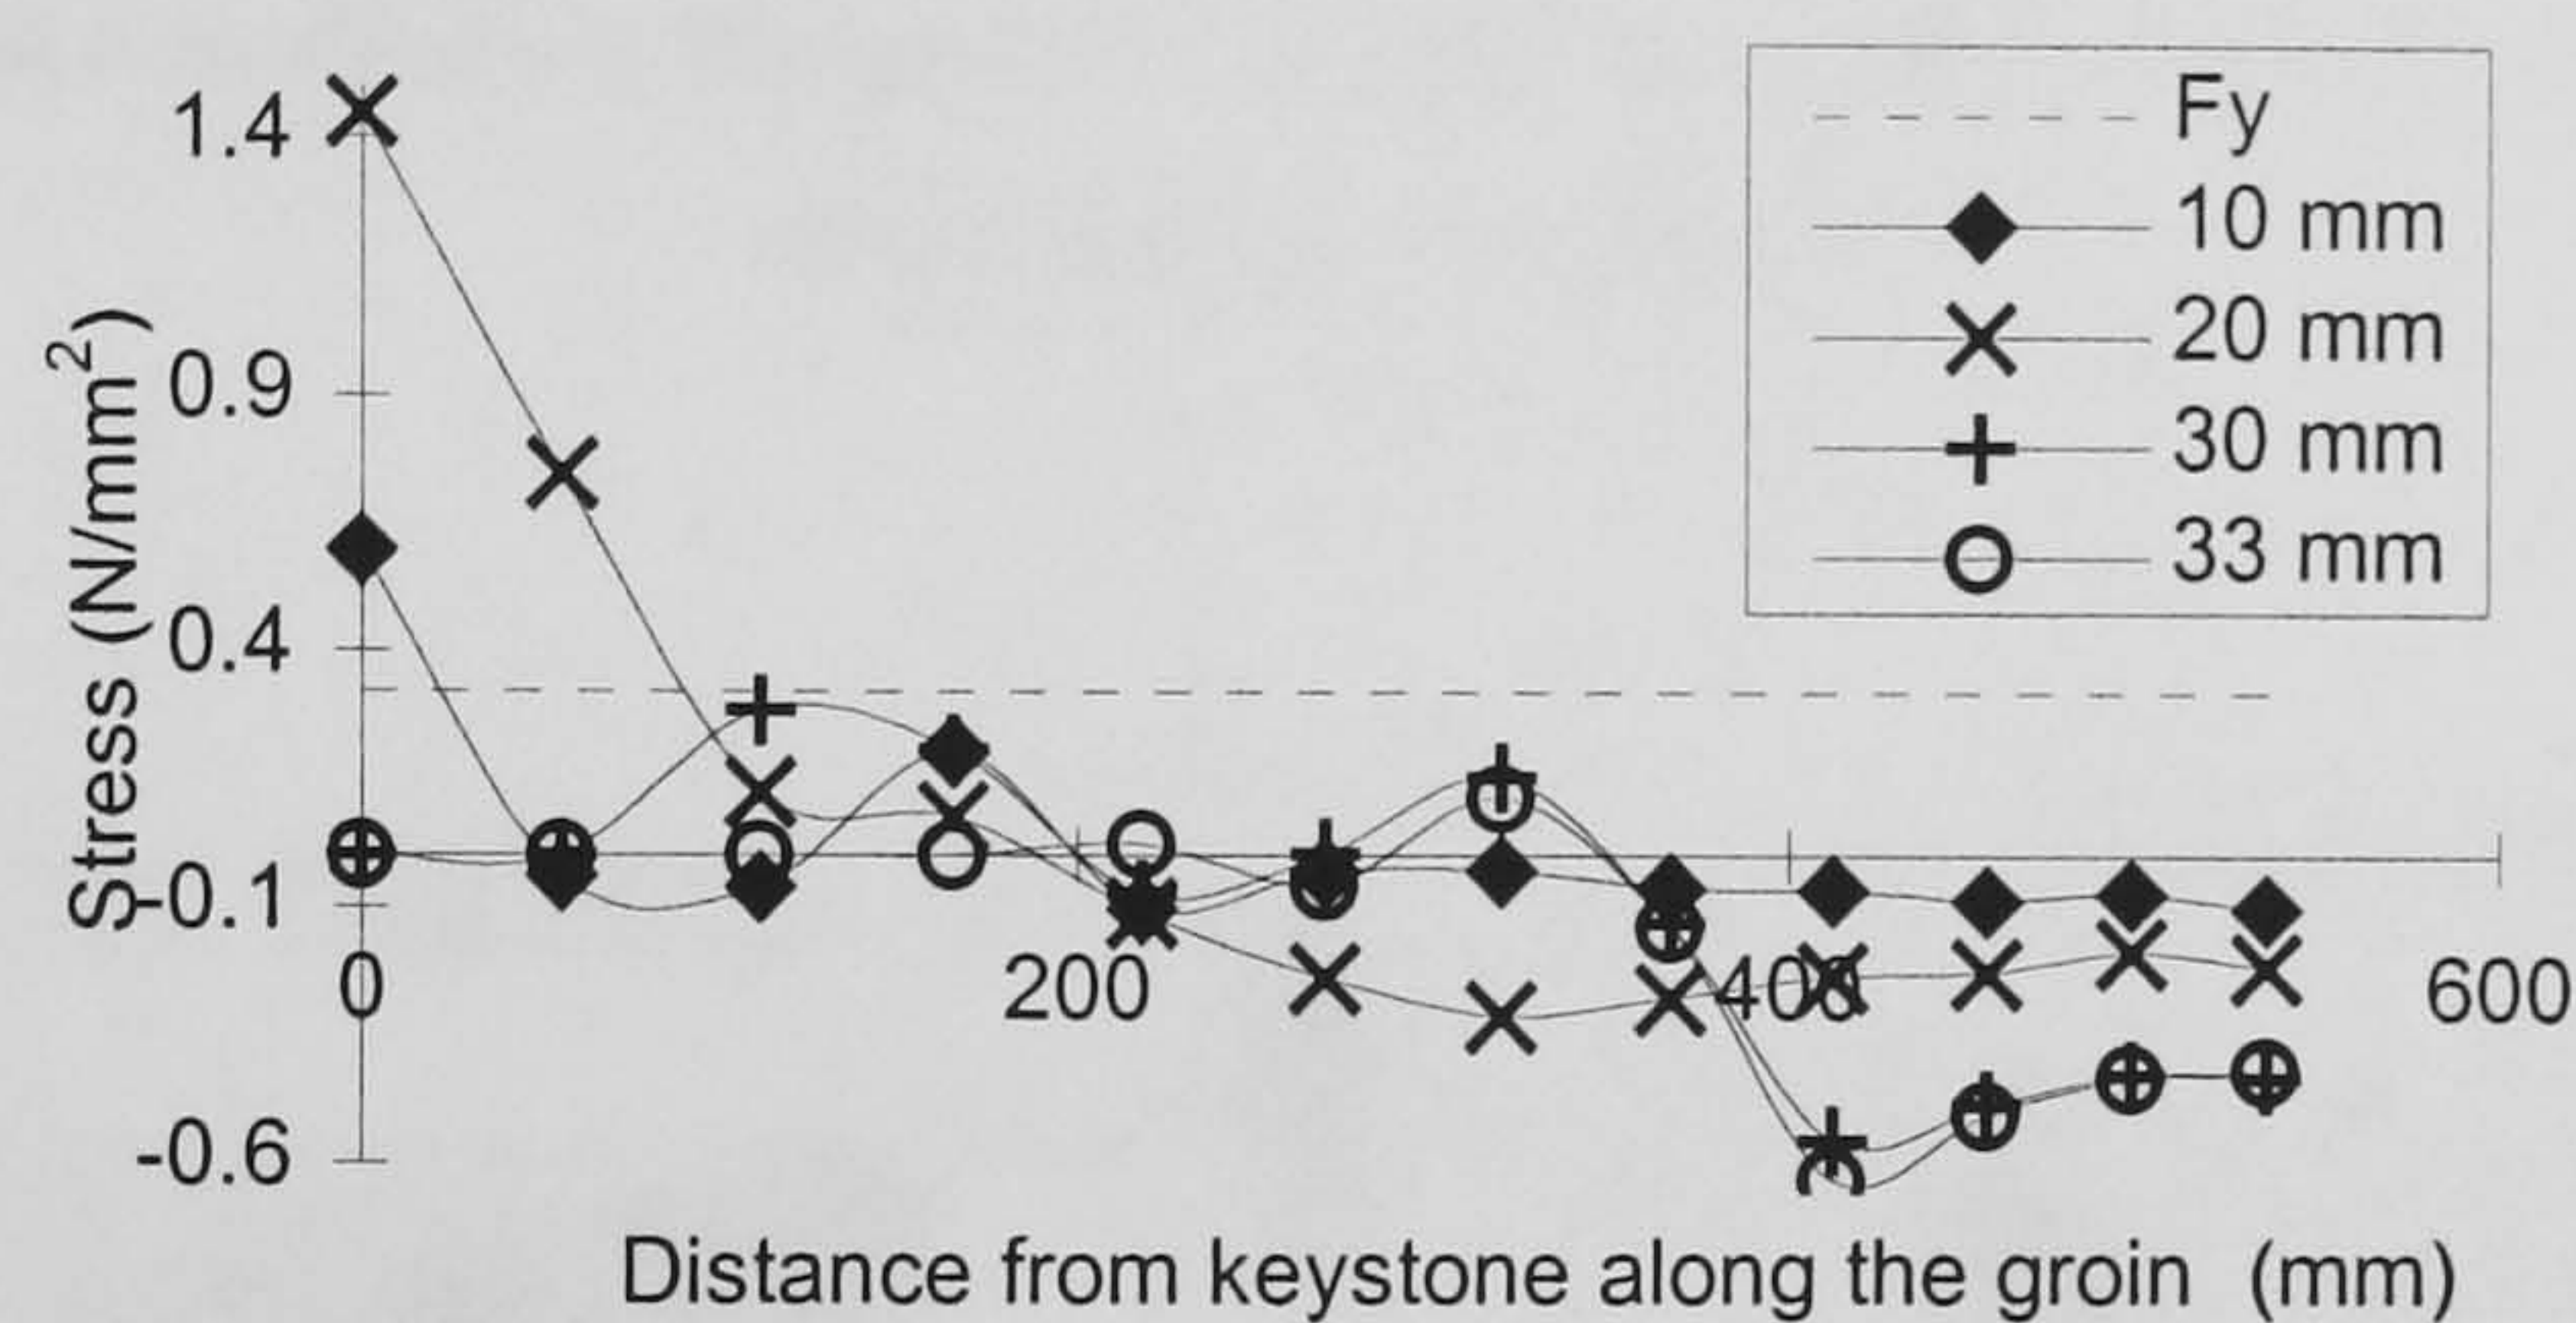 Fy
10 mm
20 mm
30 mm
33 mm
Stress (N/mm²)
1.4
0.9
0.4
-0.1
-0.6
0
200
400
600
Distance from keystone along the groin (mm)